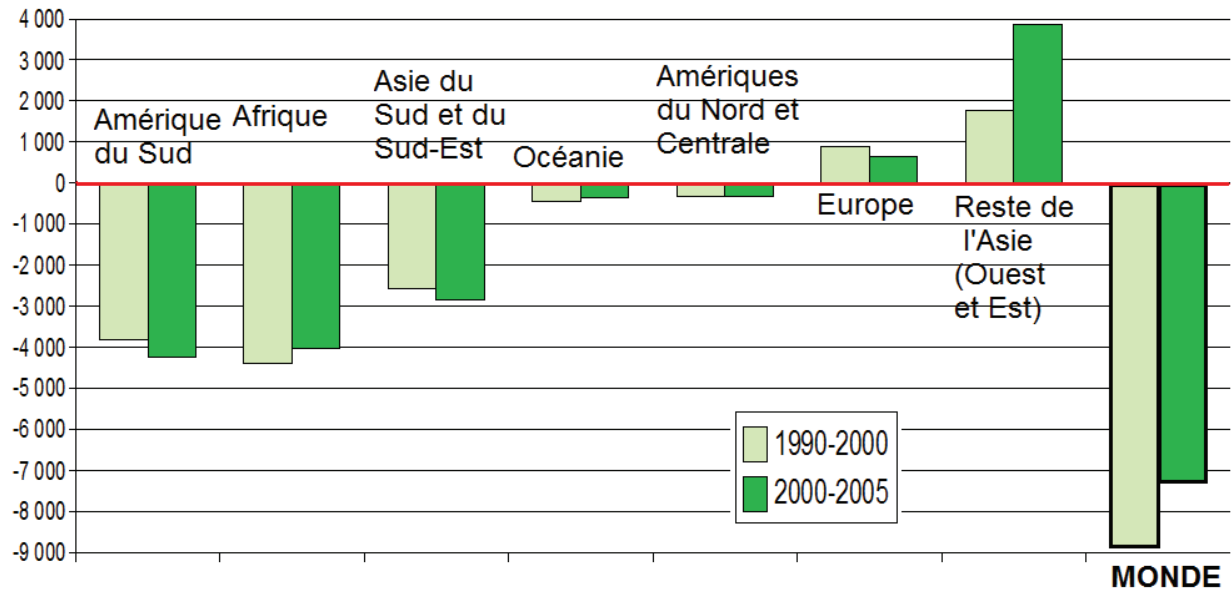 4 000
3 000
2 000
1 000
0
-1 000
-2 000
-3 000
-4 000
-5 000
-6 000
-7 000
-8 000
-9 000
Amérique
du Sud
Afrique
Asie du
Sud et du
Sud-Est
Océanie
Amériques
du Nord et
Centrale
Europe
Reste de
l'Asie
(Ouest
et Est)
1990-2000
2000-2005
MONDE